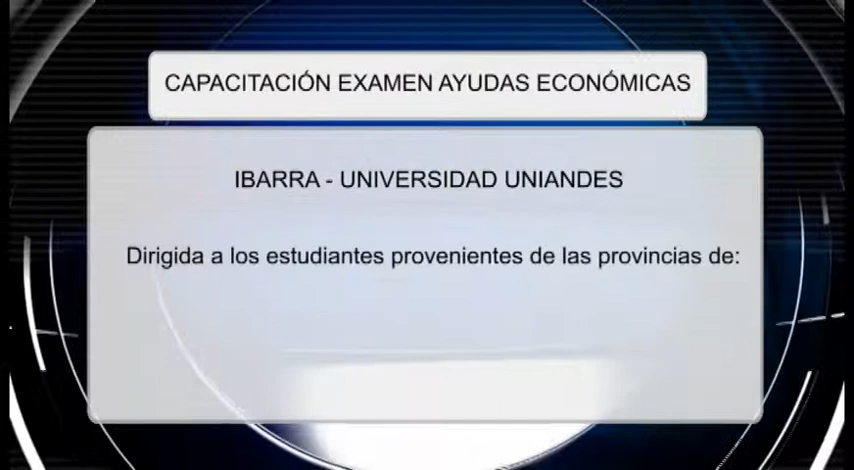 CAPACITACIÓN EXAMEN AYUDAS ECONÓMICAS
IBARRA - UNIVERSIDAD UNIANDES
Dirigida a los estudiantes provenientes de las provincias de: